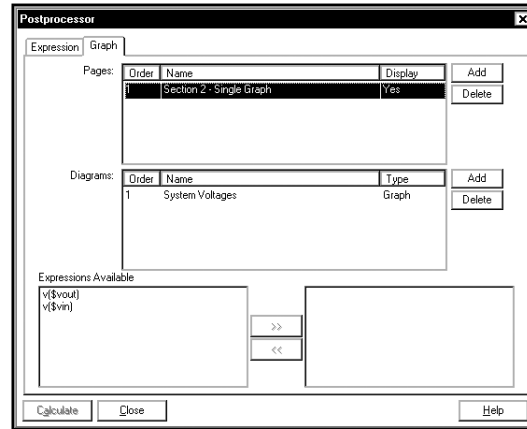 Postprocessor
Expression Graph
Pages: Order Name Display Add
1 Section 2 - Single Graph Yes Delete
Diagrams: Order Name Type Add
1 System Voltages Graph Delete
Expressions Available
v($vout)
v($vin)
>>
<<
Calculate Close Help